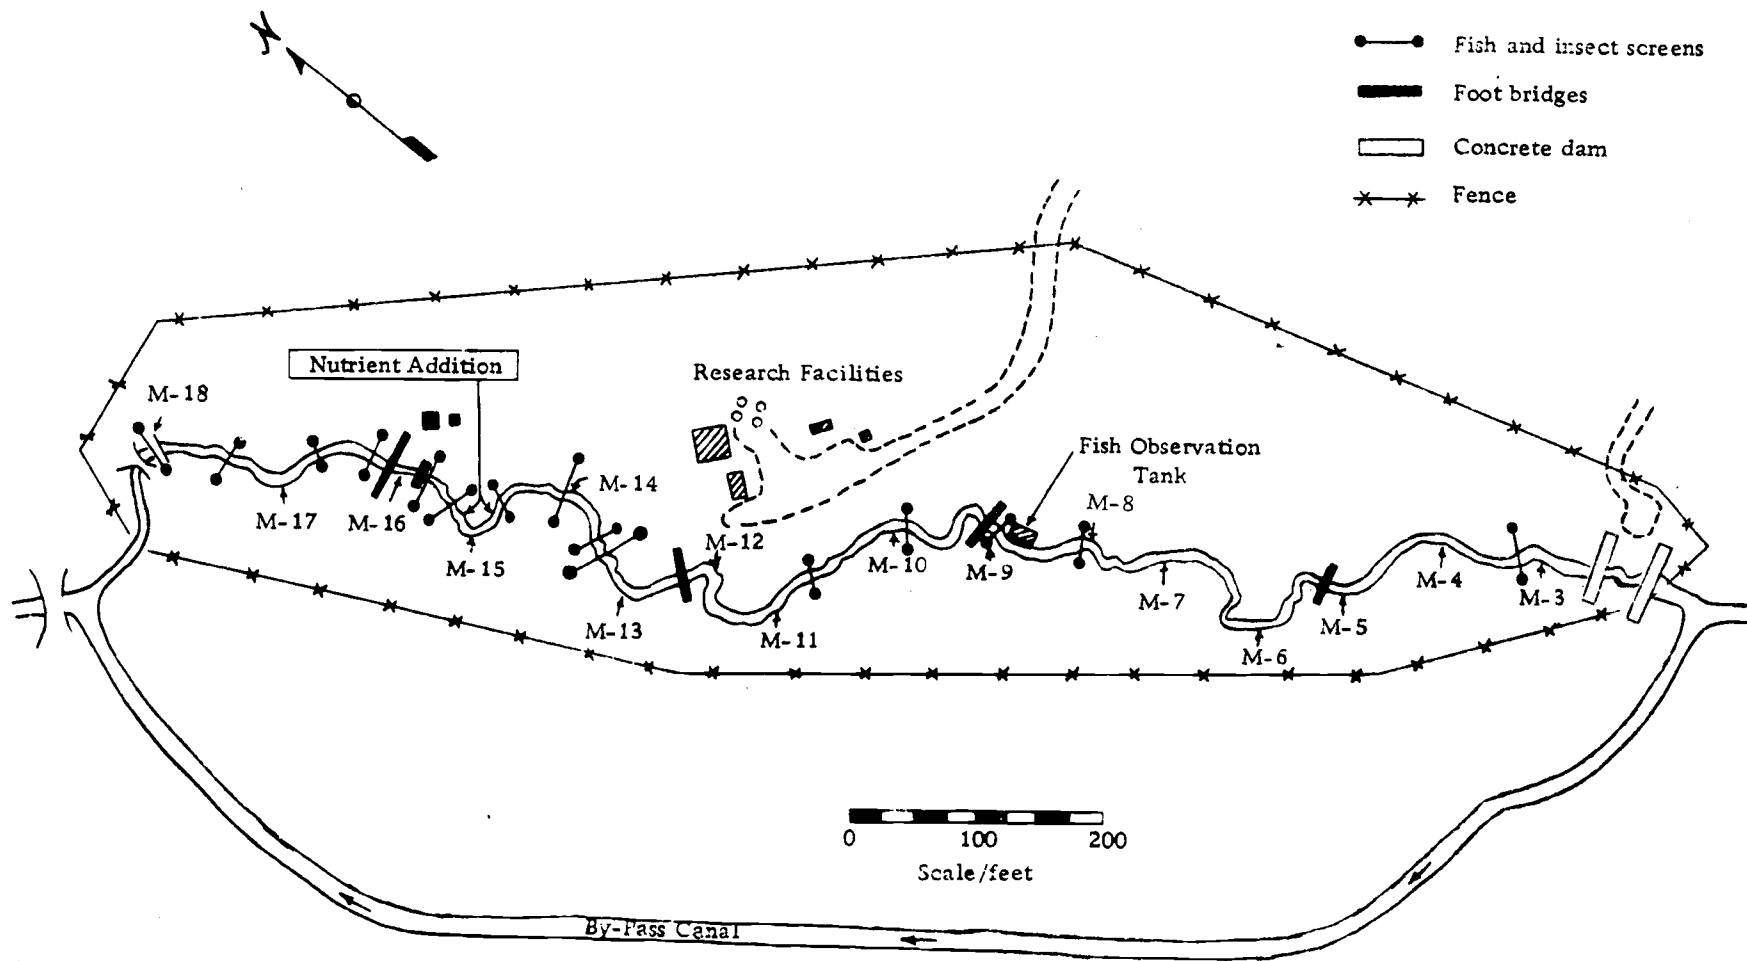 N
Fish and insect screens
Foot bridges
Concrete dam
Fence
Nutrient Addition
Research Facilities
M-18
Fish Observation
Tank
M-14
M-8
M-17
M-16
M-15
M-12
M-10
M-9
M-4
M-3
M-7
M-13
M-11
M-5
M-6
0 100 200
Scale/feet
By-Pass Canal